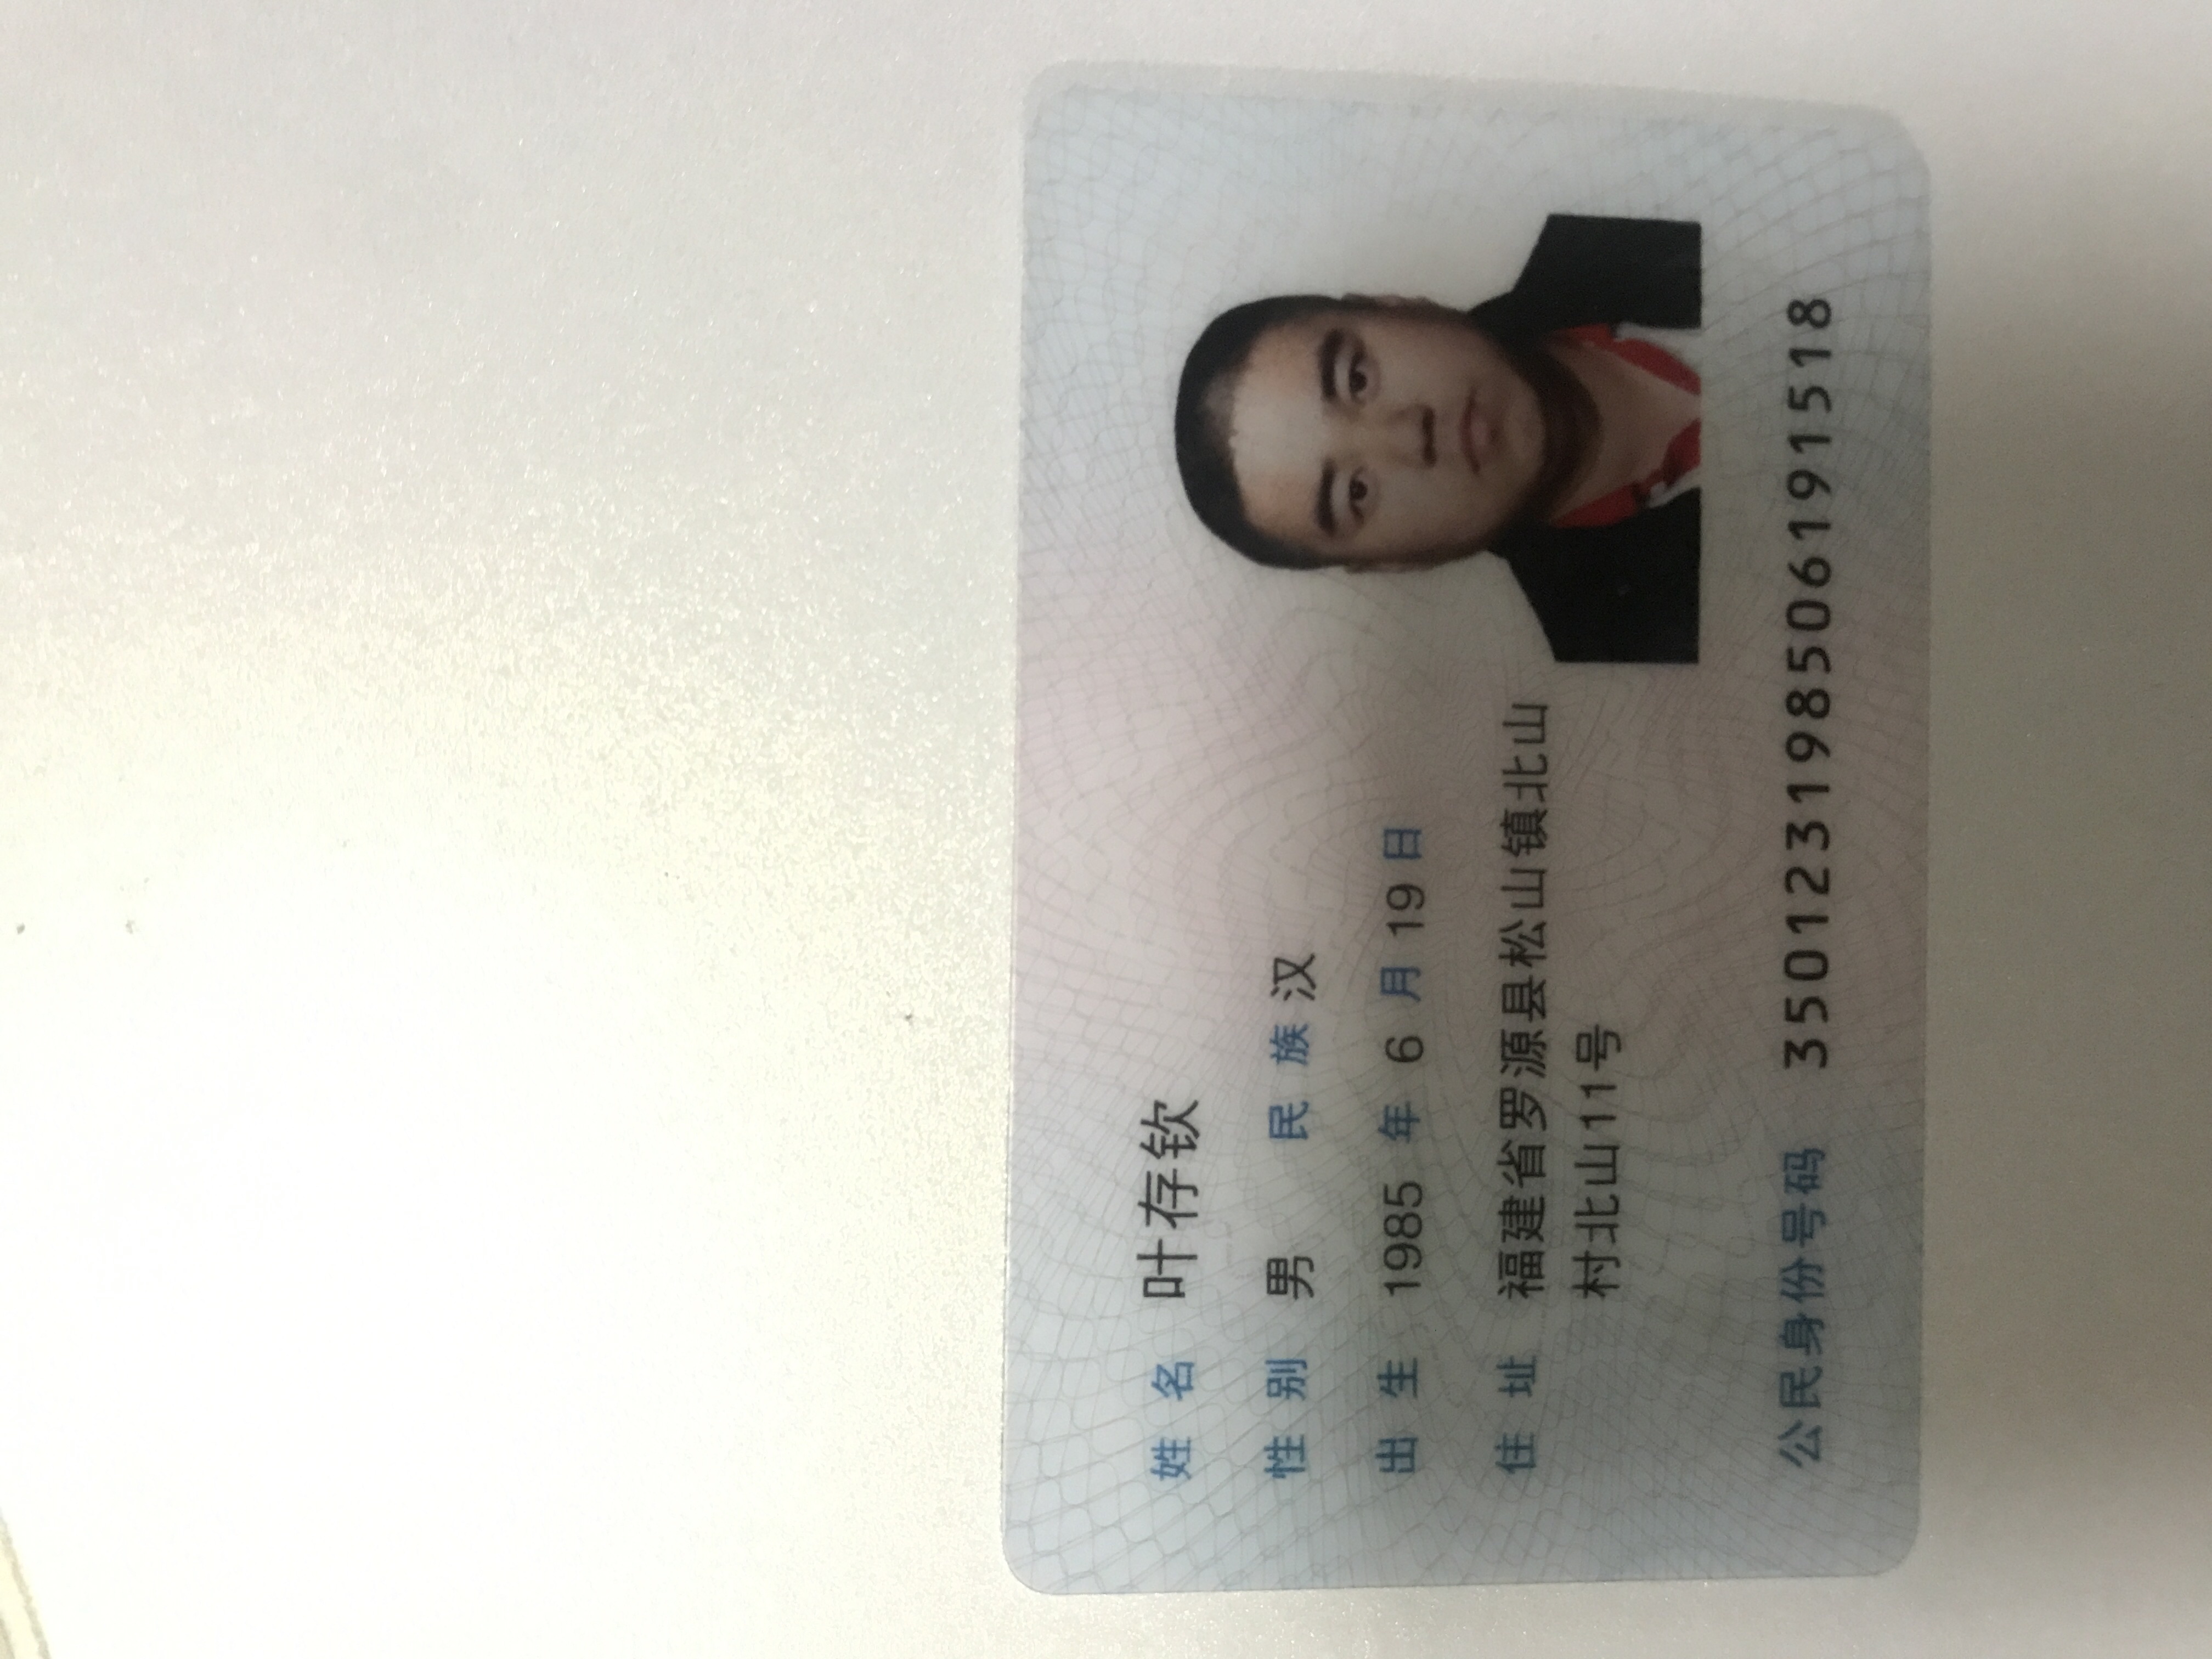 姓 名 叶存钦
性 别 男 民 族 汉
出 生 1985 年 6 月 19 日
住 址 福建省罗源县松山镇北山
村北山11号
公民身份号码 350123198506191518